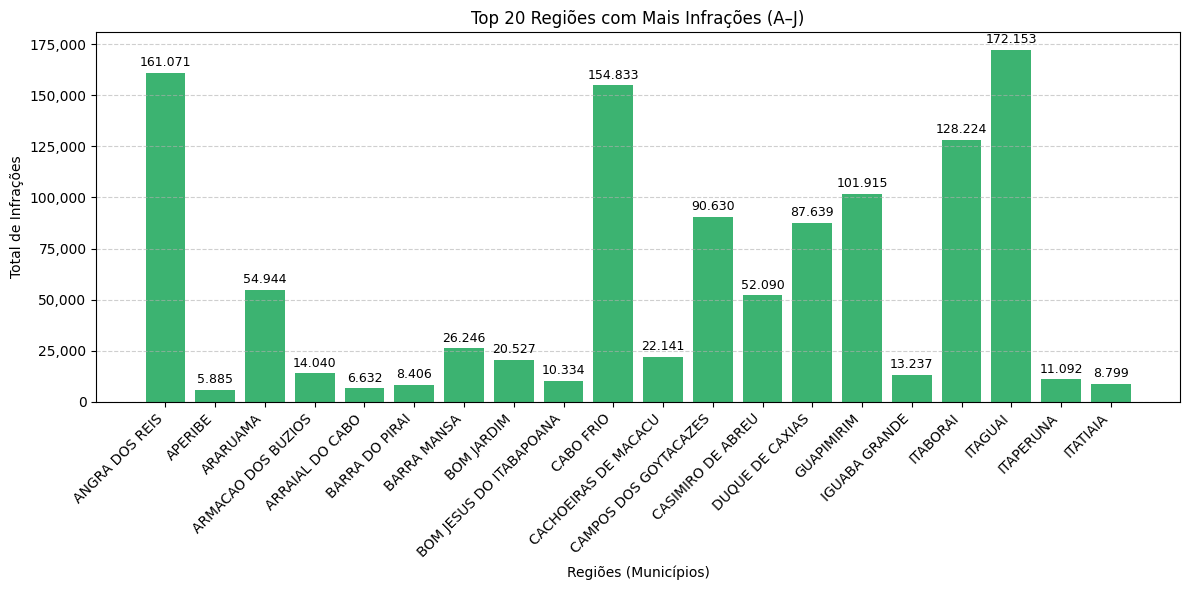 Top 20 Regiões com Mais Infrações (A–J)
Total de Infrações
175,000
150,000
125,000
100,000
75,000
50,000
25,000
0
161.071
5.885
54.944
14.040
6.632
8.406
26.246
20.527
10.334
154.833
22.141
90.630
52.090
87.639
101.915
13.237
128.224
172.153
11.092
8.799
ANGRA DOS REIS
APERIBE
ARARUAMA
ARMACAO DOS BUZIOS
ARRAIAL DO CABO
BARRA DO PIRAI
BARRA MANSA
BOM JARDIM
BOM JESUS DO ITABAPOANA
CABO FRIO
CACHOEIRAS DE MACACU
CAMPOS DOS GOYTACAZES
CASIMIRO DE ABREU
DUQUE DE CAXIAS
GUAPIMIRIM
IGUABA GRANDE
ITABORAI
ITAGUAI
ITAPERUNA
ITATIAIA
Regiões (Municípios)